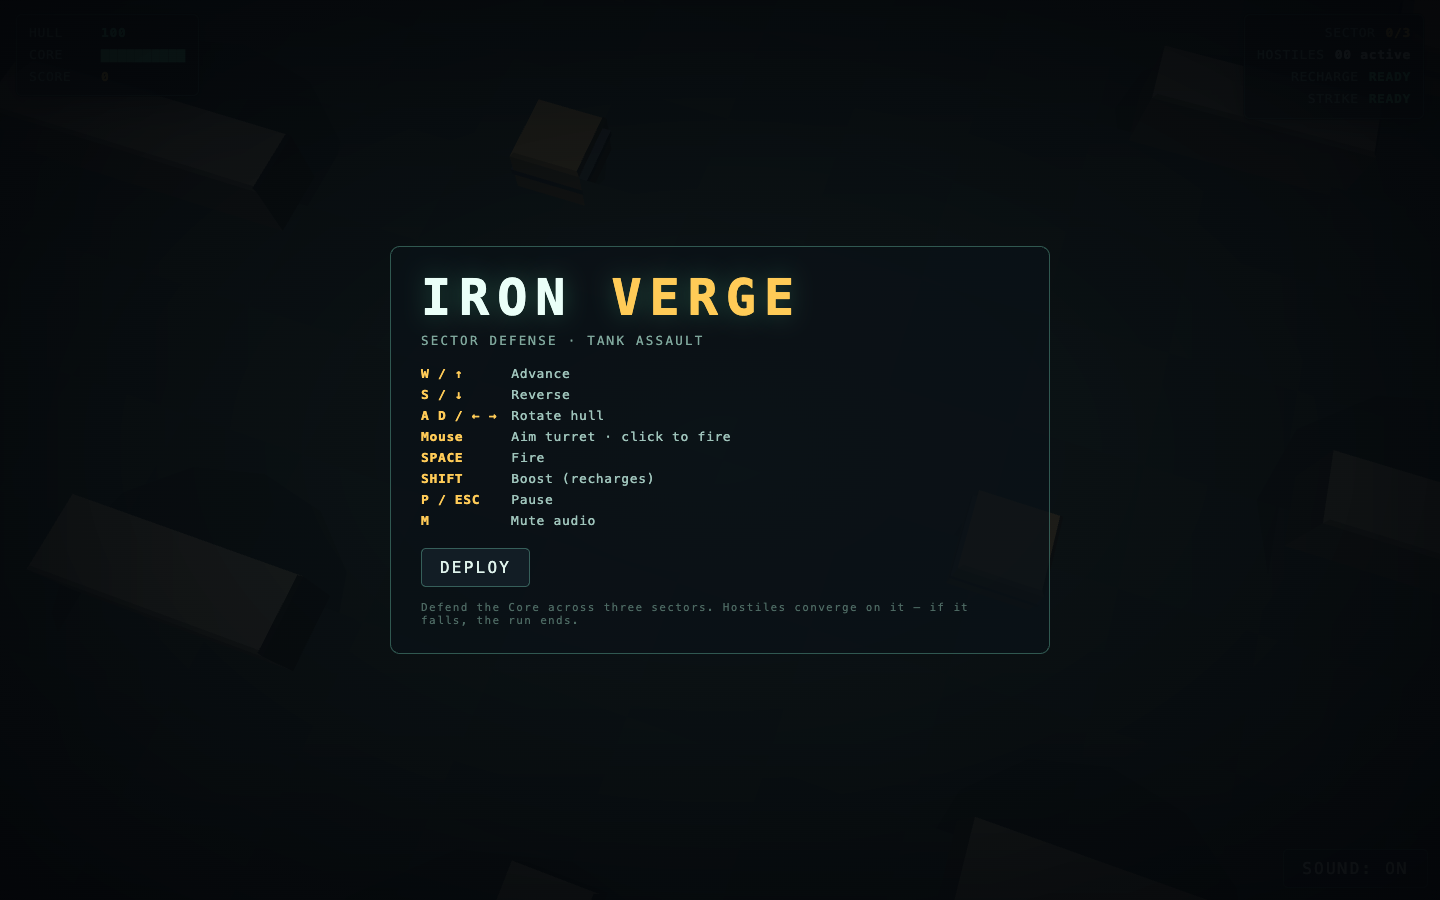 HULL 100
CORE
SCORE 0
SECTOR 0/3
HOSTILES 00 active
RECHARGE READY
STRIKE READY
IRON VERGE
SECTOR DEFENSE · TANK ASSAULT
W / ↑ Advance
S / ↓ Reverse
A D / ← → Rotate hull
Mouse Aim turret · click to fire
SPACE Fire
SHIFT Boost (recharges)
P / ESC Pause
M Mute audio
DEPLOY
Defend the Core across three sectors. Hostiles converge on it — if it
falls, the run ends.
SOUND: ON